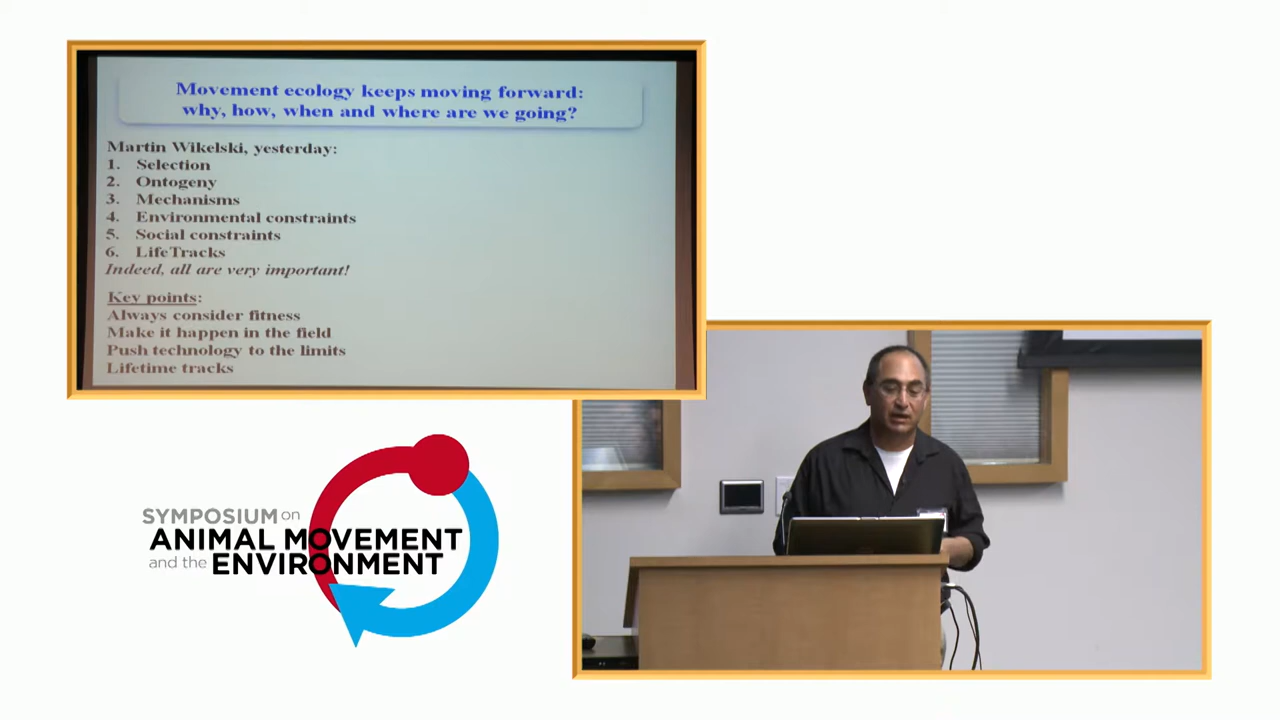 Movement ecology keeps moving forward:
why, how, when and where are we going?
Martin Wikelski, yesterday:
1. Selection
2. Ontogeny
3. Mechanisms
4. Environmental constraints
5. Social constraints
6. LifeTracks
Indeed, all are very important!
Key points:
Always consider fitness
Make it happen in the field
Push technology to the limits
Lifetime tracks
SYMPOSIUM on
ANIMAL MOVEMENT
and the ENVIRONMENT